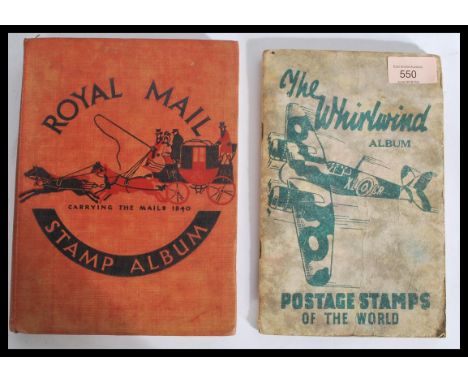 ROYAL MAIL
CARRYING THE MAILS 1840
STAMP ALBUM
550
The
Whirlwind
ALBUM
POSTAGE STAMPS
OF THE WORLD